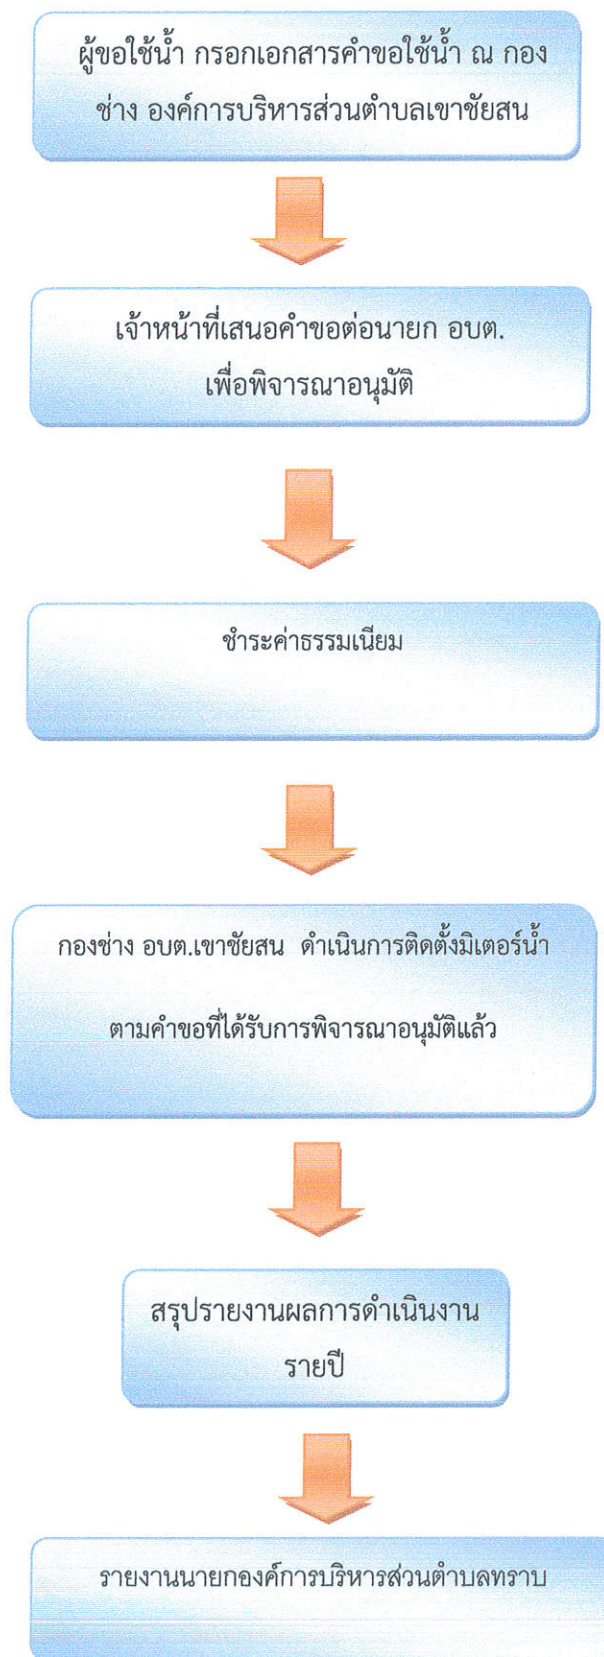 ผู้ขอใช้น้ำ กรอกเอกสารคำขอใช้น้ำ ณ กอง
ช่าง องค์การบริหารส่วนตำบลเขาชัยสน
เจ้าหน้าที่เสนอคำขอต่อนายก อบต.
เพื่อพิจารณาอนุมัติ
ชำระค่าธรรมเนียม
กองช่าง อบต.เขาชัยสน ดำเนินการติดตั้งมิเตอร์น้ำ
ตามคำขอที่ได้รับการพิจารณาอนุมัติแล้ว
สรุปรายงานผลการดำเนินงาน
รายปี
รายงานนายกองค์การบริหารส่วนตำบลทราบ